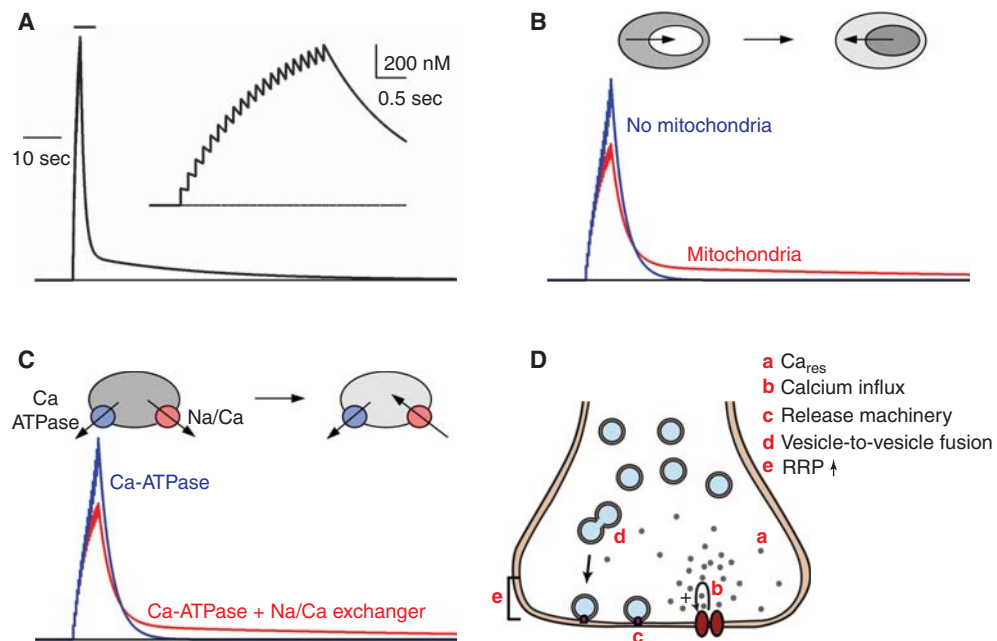 A
200 nM
0.5 sec
10 sec
B
No mitochondria
Mitochondria
C
Ca
ATPase
Na/Ca
Ca-ATPase
Ca-ATPase + Na/Ca exchanger
D
a Ca_res
b Calcium influx
c Release machinery
d Vesicle-to-vesicle fusion
e RRP ↑
d
a
b
+
e
c